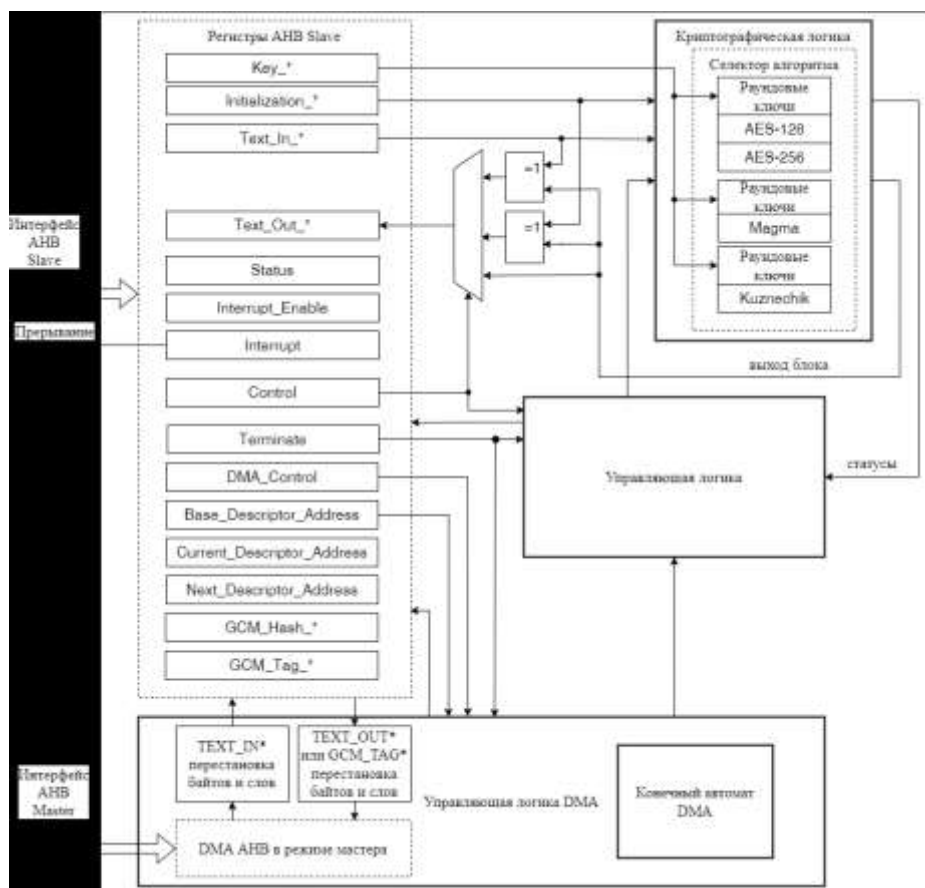 Регистры AHB Slave
Key_*
Initialization_*
Text_In_*
Text_Out_*
Status
Interrupt_Enable
Interrupt
Control
Terminate
DMA_Control
Base_Descriptor_Address
Current_Descriptor_Address
Next_Descriptor_Address
GCM_Hash_*
GCM_Tag_*
Интерфейс
AHB
Slave
Прерывание
Интерфейс
AHB
Master
=1
=1
Криптографическая логика
Селектор алгоритма
Раундовые
ключи
AES-128
AES-256
Раундовые
ключи
Magma
Раундовые
ключи
Kuznechik
выход блока
статусы
Управляющая логика
TEXT_IN*
перестановка
байтов и слов
TEXT_OUT*
или GCM_TAG*
перестановка
байтов и слов
DMA AHB в режиме мастера
Управляющая логика DMA
Конечный автомат
DMA